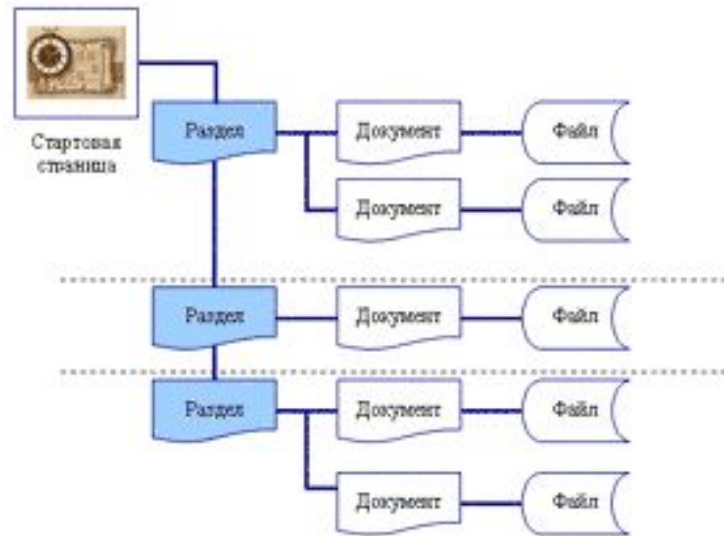 Стартовая
страница
Раздел Документ Файл
Документ Файл
Раздел Документ Файл
Раздел Документ Файл
Документ Файл